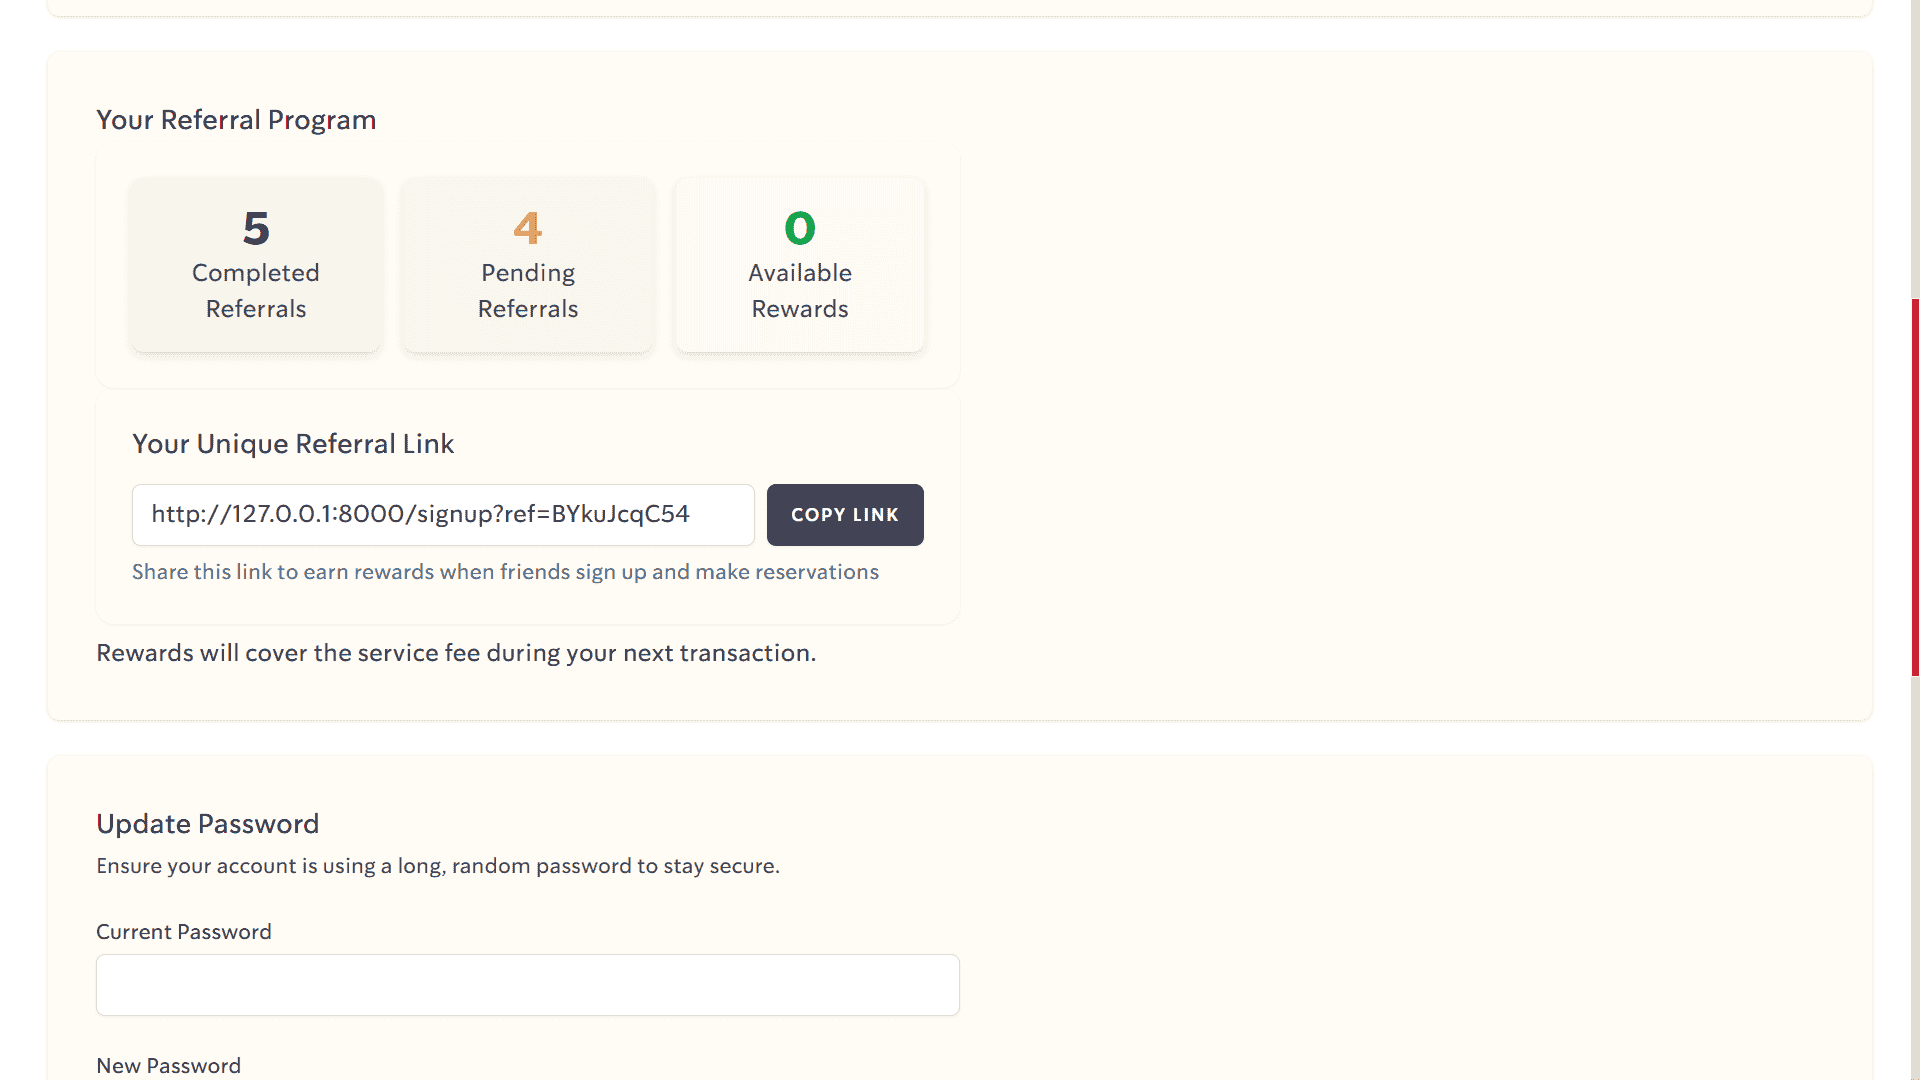 Your Referral Program
5
Completed
Referrals
4
Pending
Referrals
0
Available
Rewards
Your Unique Referral Link
http://127.0.0.1:8000/signup?ref=BYkuJcqC54
COPY LINK
Share this link to earn rewards when friends sign up and make reservations
Rewards will cover the service fee during your next transaction.
Update Password
Ensure your account is using a long, random password to stay secure.
Current Password
New Password